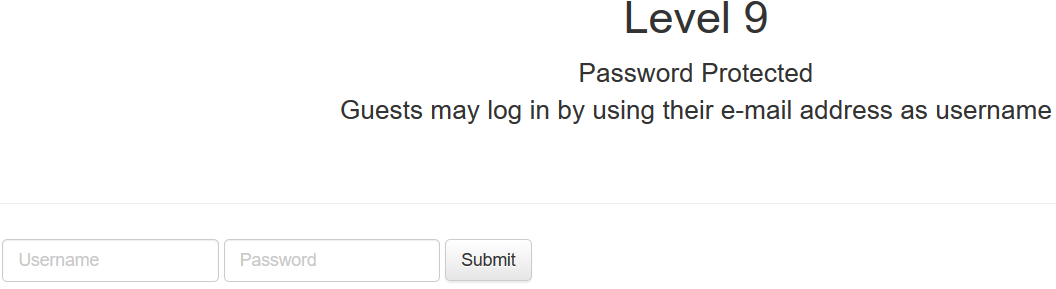 Level 9
Password Protected
Guests may log in by using their e-mail address as username
Username Password Submit